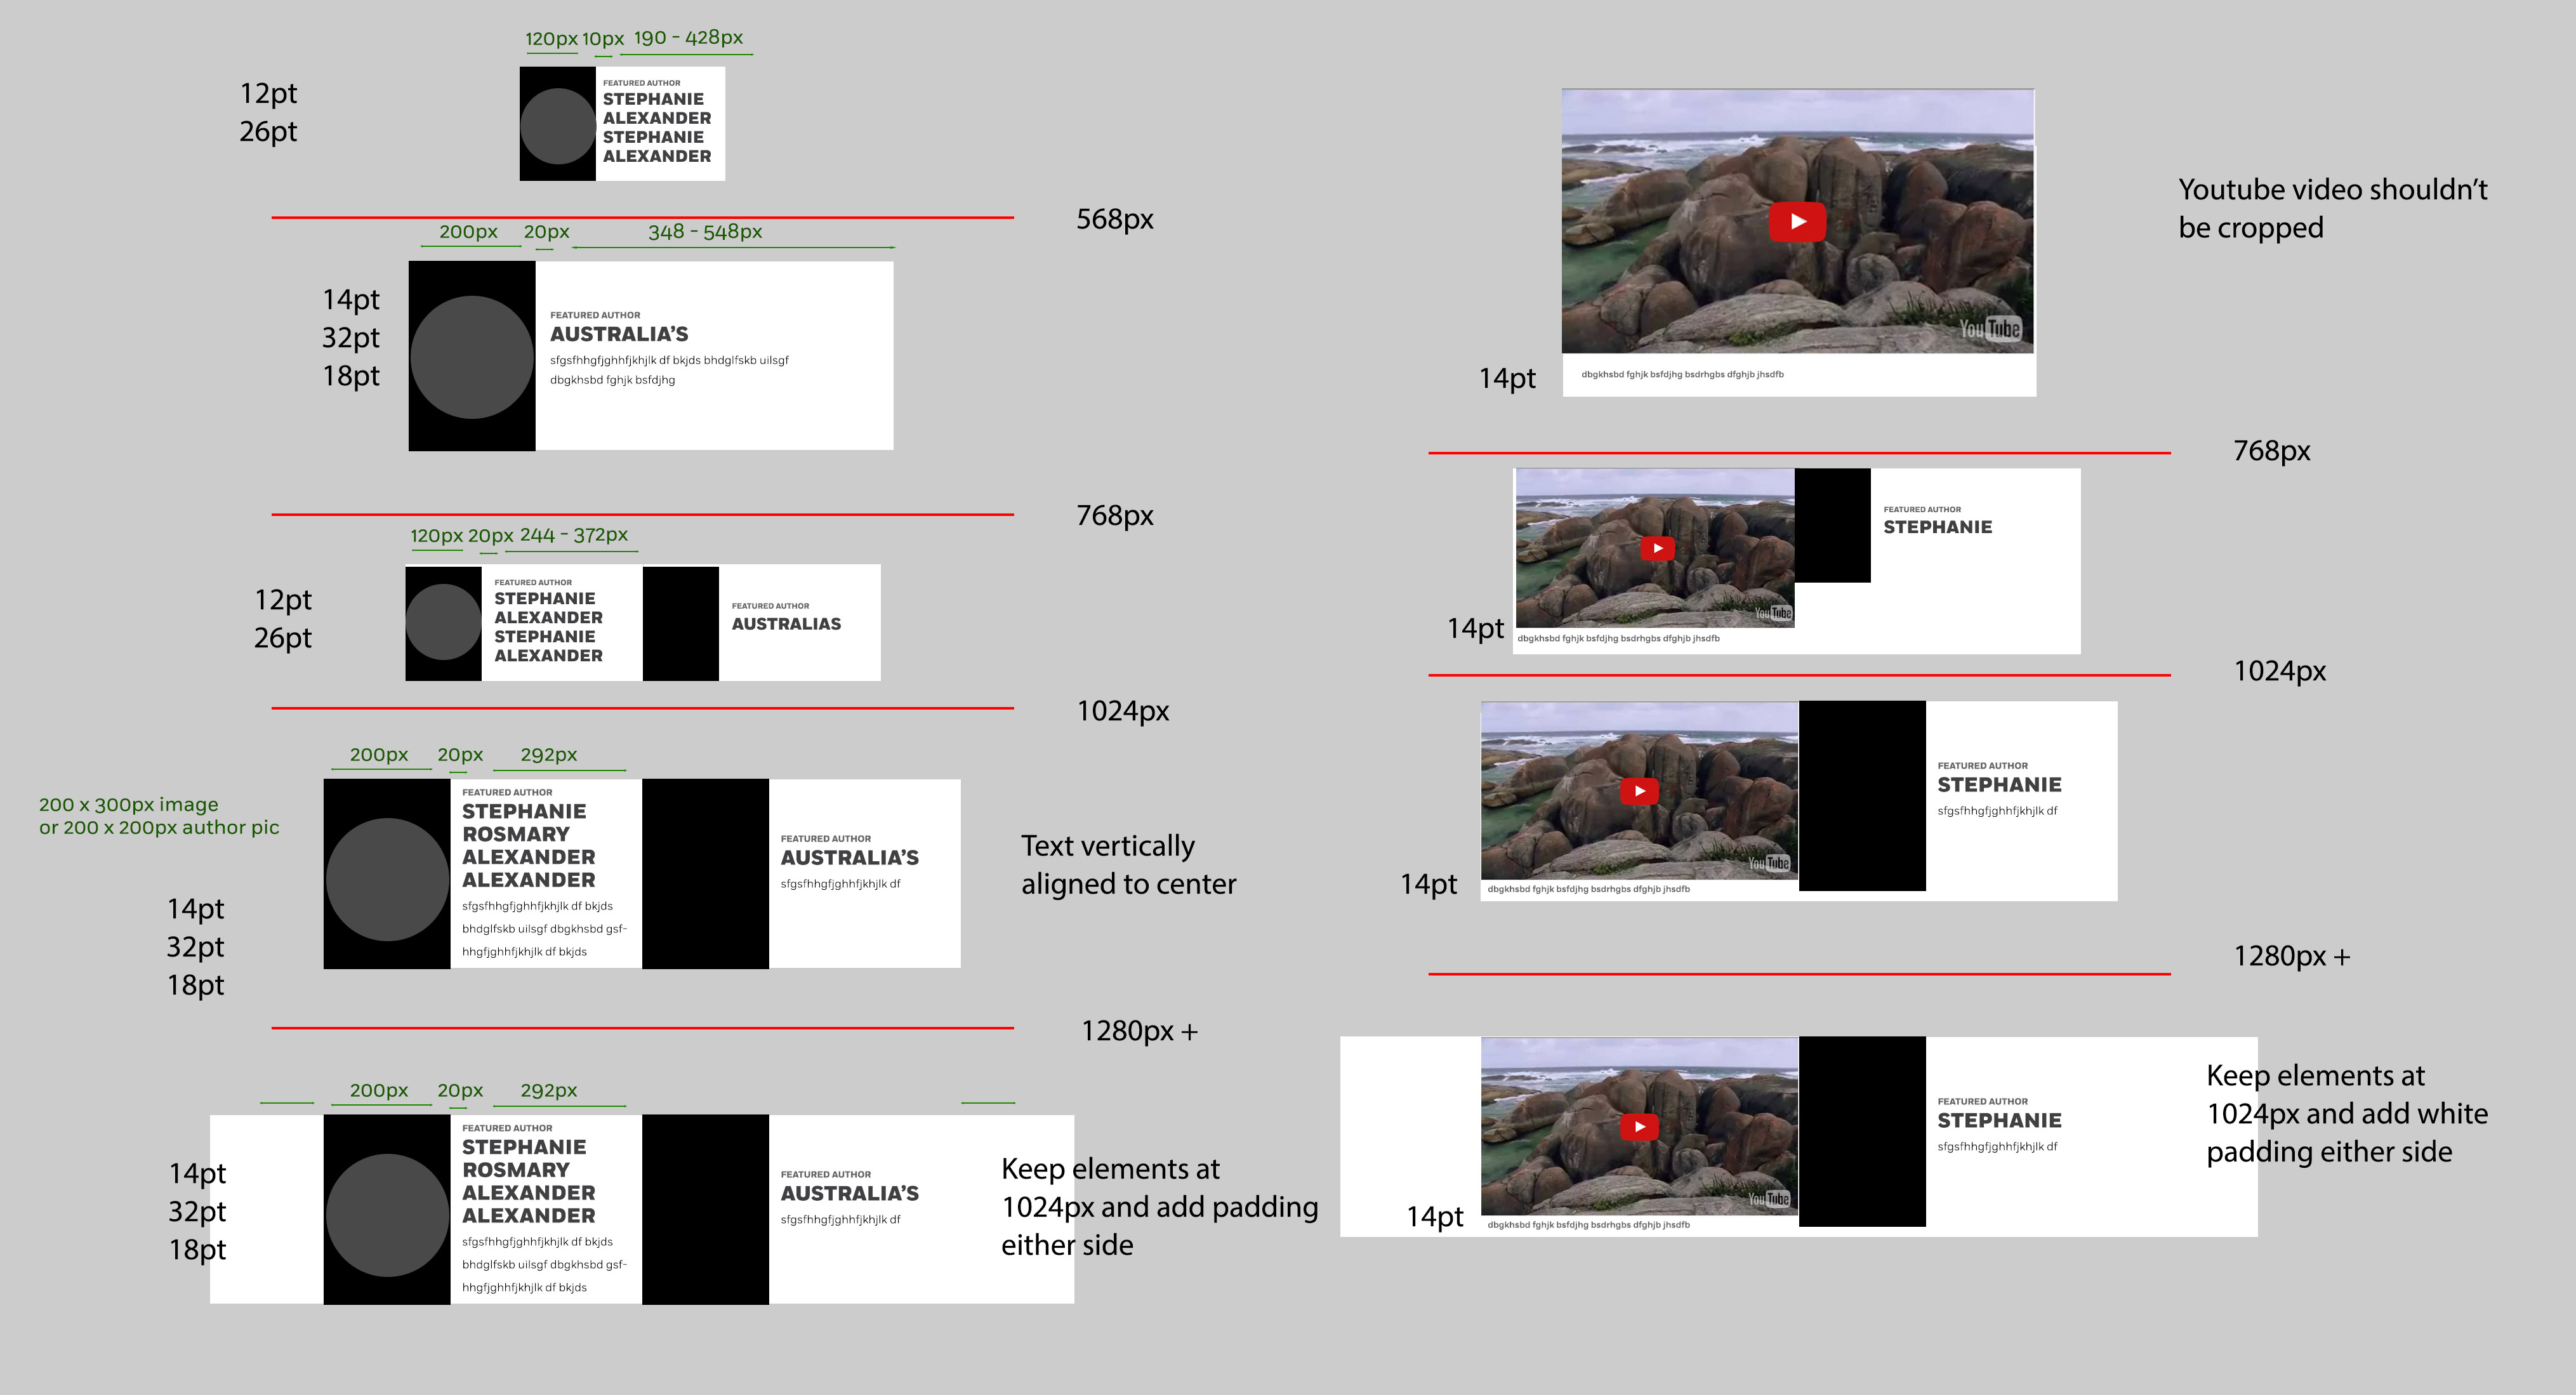 120px 10px 190 - 428px
12pt
26pt
FEATURED AUTHOR
STEPHANIE
ALEXANDER
STEPHANIE
ALEXANDER
568px
200px 20px 348 - 548px
14pt
32pt
18pt
FEATURED AUTHOR
AUSTRALIA'S
sfgsfhhgfjghhfjkhjlk df bkjds bhdglfskb uilsgf
dbgkhsbd fghjk bsfdjhg
768px
120px 20px 244 - 372px
12pt
26pt
FEATURED AUTHOR
STEPHANIE
ALEXANDER
STEPHANIE
ALEXANDER
FEATURED AUTHOR
AUSTRALIAS
1024px
200px 20px 292px
200 x 300px image
or 200 x 200px author pic
14pt
32pt
18pt
FEATURED AUTHOR
STEPHANIE
ROSMARY
ALEXANDER
ALEXANDER
sfgsfhhgfjghhfjkhjlk df bkjds
bhdglfskb uilsgf dbgkhsbd gsf-
hhgfjghhfjkhjlk df bkjds
FEATURED AUTHOR
AUSTRALIA'S
sfgsfhhgfjghhfjkhjlk df
Text vertically
aligned to center
1280px +
200px 20px 292px
14pt
32pt
18pt
FEATURED AUTHOR
STEPHANIE
ROSMARY
ALEXANDER
ALEXANDER
sfgsfhhgfjghhfjkhjlk df bkjds
bhdglfskb uilsgf dbgkhsbd gsf-
hhgfjghhfjkhjlk df bkjds
FEATURED AUTHOR
AUSTRALIA'S
sfgsfhhgfjghhfjkhjlk df
Keep elements at
1024px and add padding
either side
YouTube
14pt
dbgkhsbd fghjk bsfdjhg bsdrhgbs dfghjb jhsdfb
Youtube video shouldn't
be cropped
768px
YouTube
14pt
dbgkhsbd fghjk bsfdjhg bsdrhgbs dfghjb jhsdfb
FEATURED AUTHOR
STEPHANIE
1024px
YouTube
14pt
dbgkhsbd fghjk bsfdjhg bsdrhgbs dfghjb jhsdfb
FEATURED AUTHOR
STEPHANIE
sfgsfhhgfjghhfjkhjlk df
1280px +
YouTube
14pt
dbgkhsbd fghjk bsfdjhg bsdrhgbs dfghjb jhsdfb
FEATURED AUTHOR
STEPHANIE
sfgsfhhgfjghhfjkhjlk df
Keep elements at
1024px and add white
padding either side